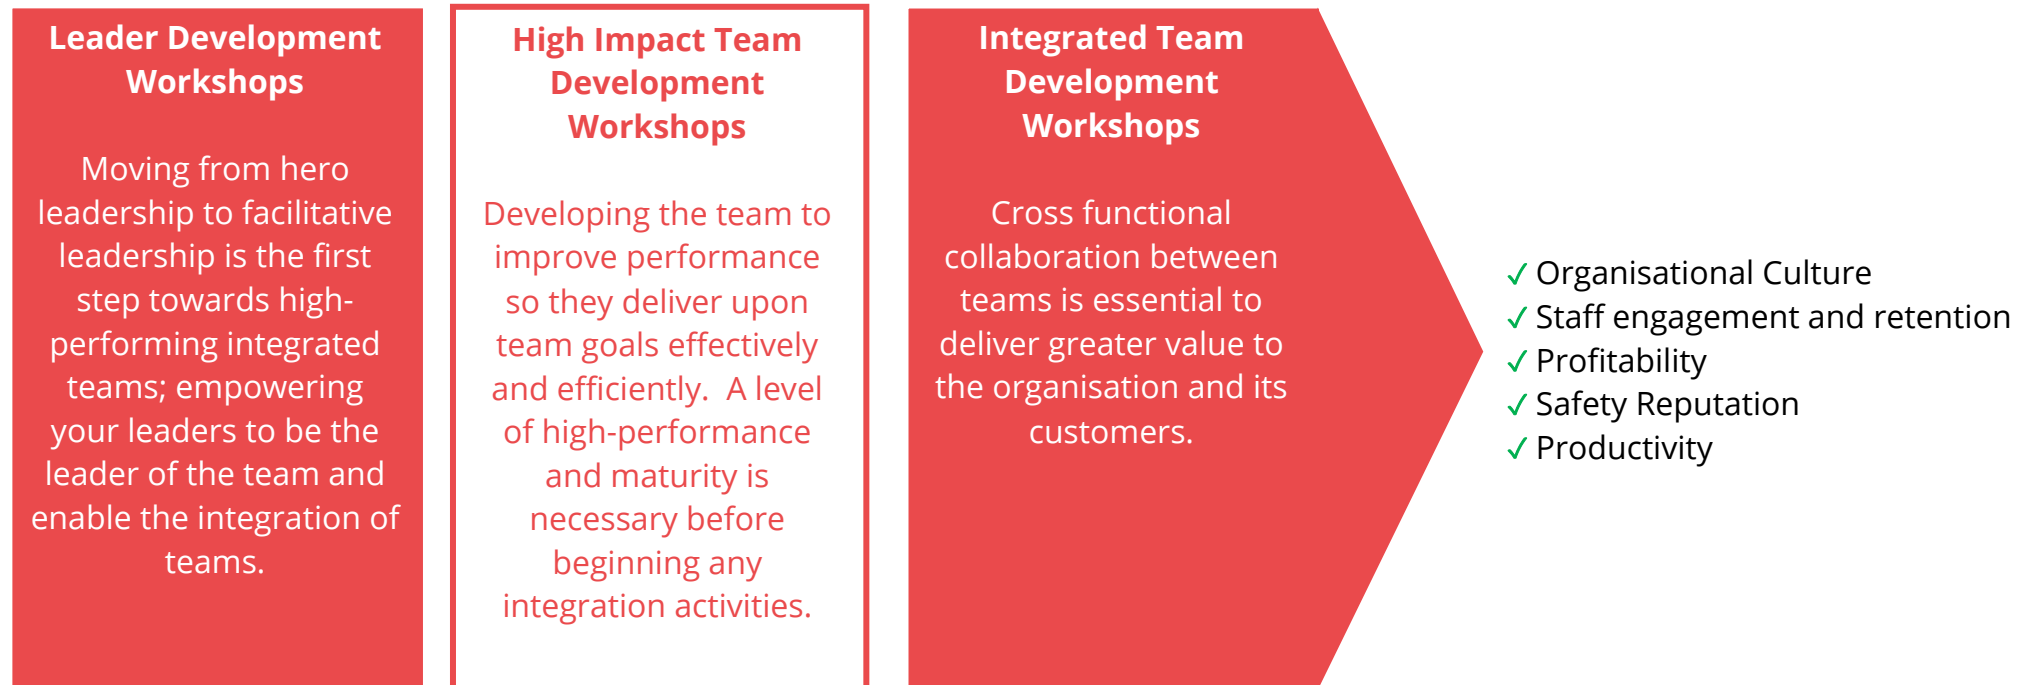 Leader Development
Workshops
Moving from hero
leadership to facilitative
leadership is the first
step towards high-
performing integrated
teams; empowering
your leaders to be the
leader of the team and
enable the integration of
teams.
High Impact Team
Development
Workshops
Developing the team to
improve performance
so they deliver upon
team goals effectively
and efficiently.  A level
of high-performance
and maturity is
necessary before
beginning any
integration activities.
Integrated Team
Development
Workshops
Cross functional
collaboration between
teams is essential to
deliver greater value to
the organisation and its
customers.
✓ Organisational Culture
✓ Staff engagement and retention
✓ Profitability
✓ Safety Reputation
✓ Productivity